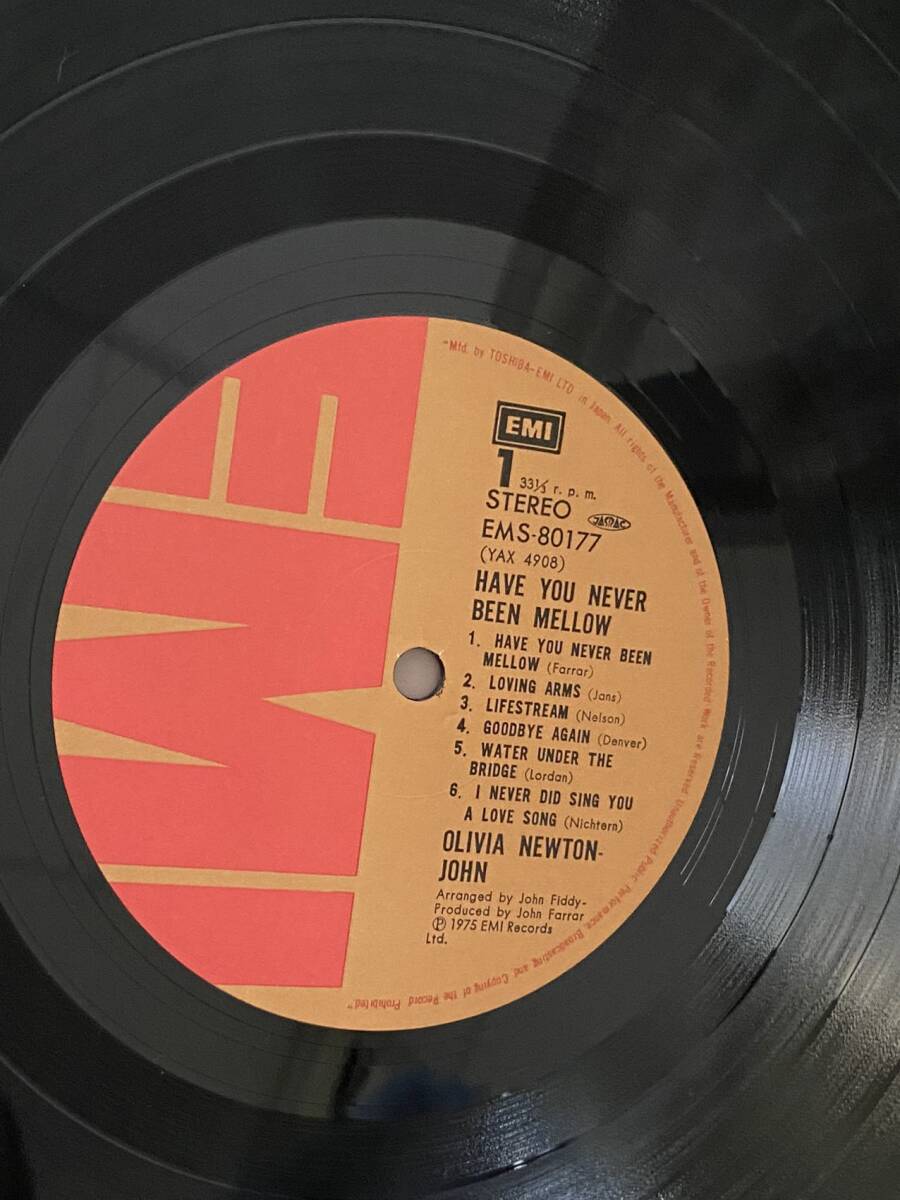 "Mfd. by TOSHIBA-EMI LTD. in Japan. All rights of the Manufacturer and of the Owner of the Recorded Work are Reserved Unauthorized Public Performance, Broadcasting and Copying of the Record Prohibited"
EMI
EMI
1 33⅓ r. p. m.
STEREO JASRAC
EMS-80177
(YAX 4908)
HAVE YOU NEVER
BEEN MELLOW
1. HAVE YOU NEVER BEEN
MELLOW (Farrar)
2. LOVING ARMS (Jans)
3. LIFESTREAM (Nelson)
4. GOODBYE AGAIN (Denver)
5. WATER UNDER THE
BRIDGE (Lordan)
6. I NEVER DID SING YOU
A LOVE SONG (Nichtern)
OLIVIA NEWTON-
JOHN
Arranged by John Fiddy-
Produced by John Farrar
Ⓟ 1975 EMI Records
Ltd.